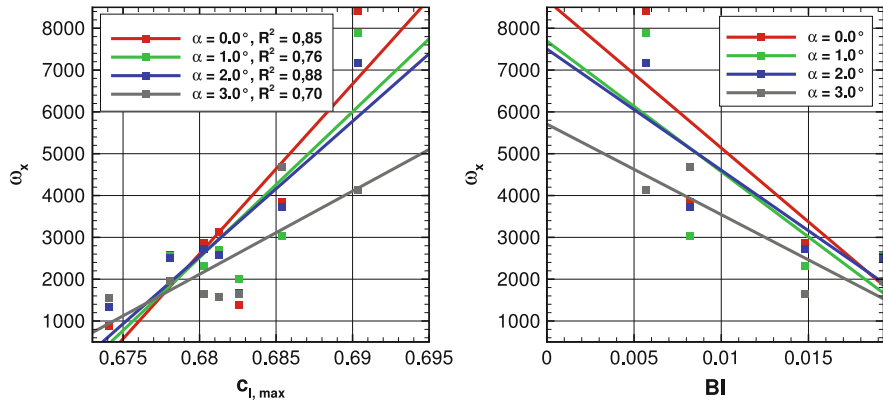 8000
7000
6000
5000
4000
3000
2000
1000
ωx
α = 0.0°, R² = 0,85
α = 1.0°, R² = 0,76
α = 2.0°, R² = 0,88
α = 3.0°, R² = 0,70
0.675 0.68 0.685 0.69 0.695
cl, max
8000
7000
6000
5000
4000
3000
2000
1000
ωx
α = 0.0°
α = 1.0°
α = 2.0°
α = 3.0°
0 0.005 0.01 0.015
BI